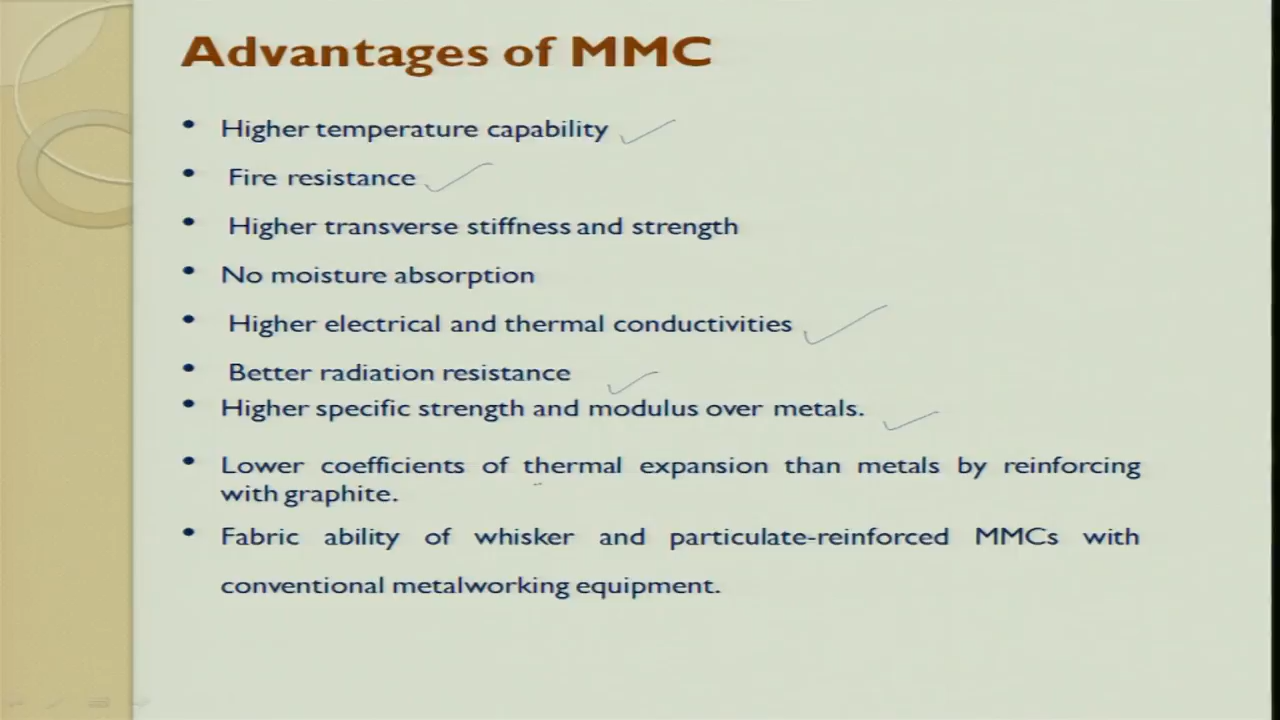 Advantages of MMC
• Higher temperature capability
• Fire resistance
• Higher transverse stiffness and strength
• No moisture absorption
• Higher electrical and thermal conductivities
• Better radiation resistance
• Higher specific strength and modulus over metals.
• Lower coefficients of thermal expansion than metals by reinforcing
with graphite.
• Fabric ability of whisker and particulate-reinforced MMCs with
conventional metalworking equipment.